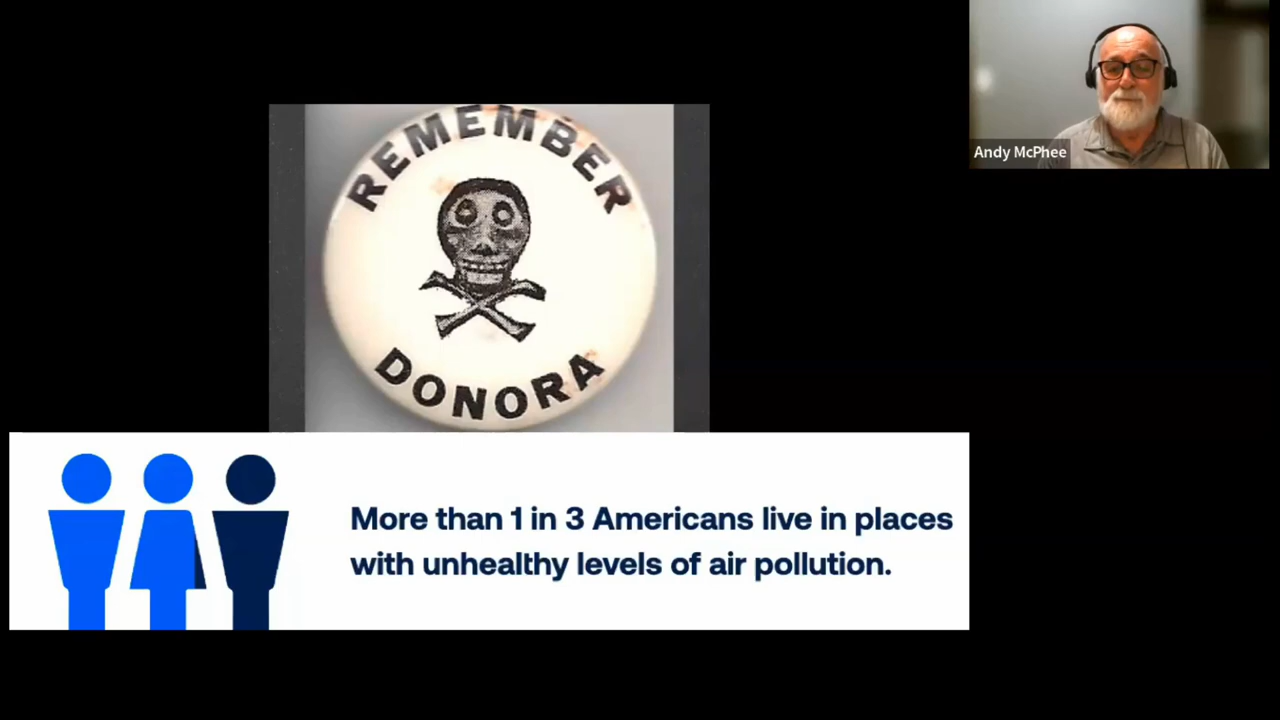 REMEMBER
DONORA
Andy McPhee
More than 1 in 3 Americans live in places
with unhealthy levels of air pollution.